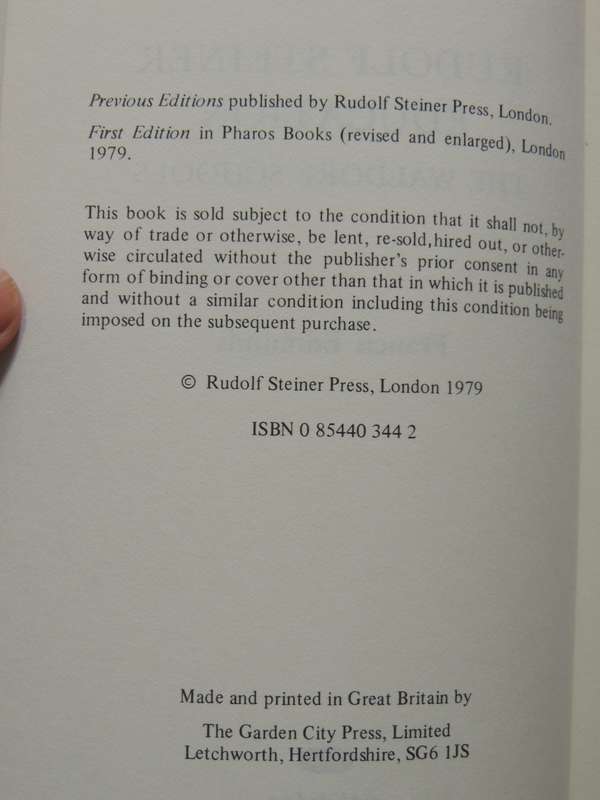 Previous Editions published by Rudolf Steiner Press, London.
First Edition in Pharos Books (revised and enlarged), London
1979.
This book is sold subject to the condition that it shall not, by
way of trade or otherwise, be lent, re-sold, hired out, or other-
wise circulated without the publisher's prior consent in any
form of binding or cover other than that in which it is published
and without a similar condition including this condition being
imposed on the subsequent purchase.
© Rudolf Steiner Press, London 1979
ISBN 0 85440 344 2
Made and printed in Great Britain by
The Garden City Press, Limited
Letchworth, Hertfordshire, SG6 1JS